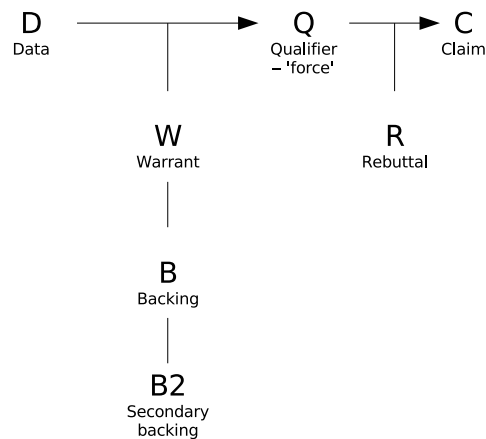 D
Data
Q
Qualifier
– 'force'
C
Claim
W
Warrant
R
Rebuttal
B
Backing
B2
Secondary
backing